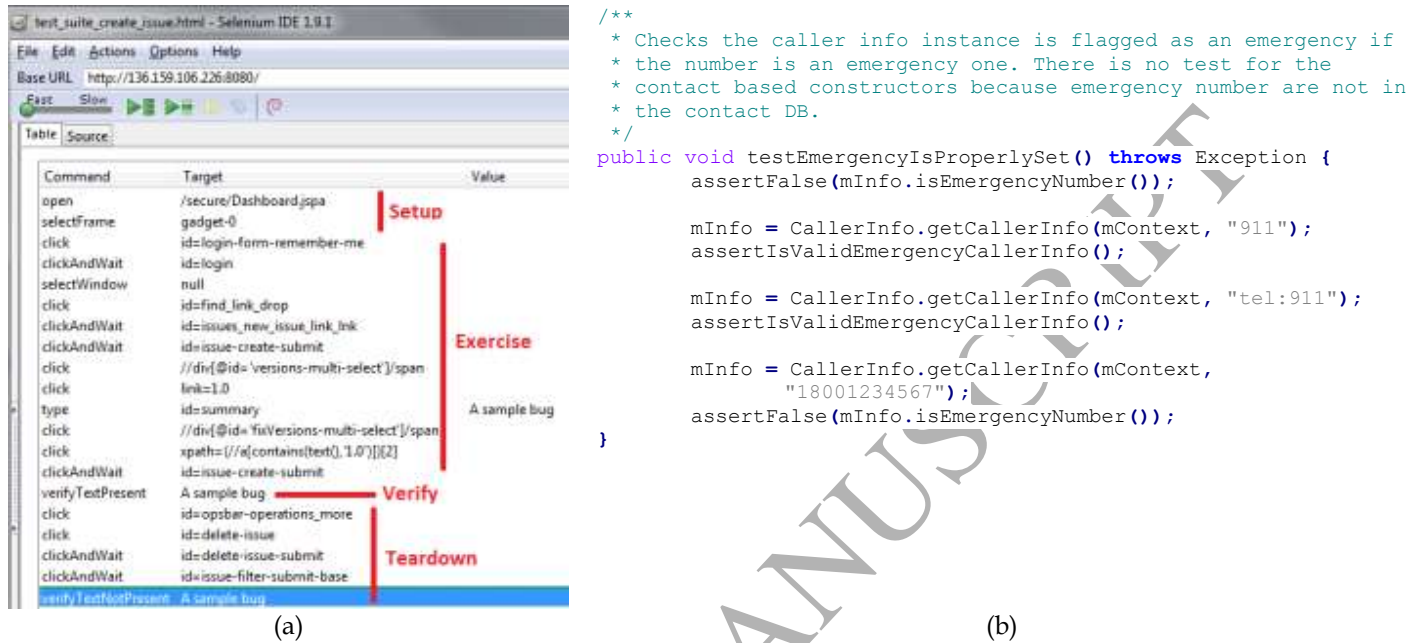 test_suite_create_issue.html - Selenium IDE 1.9.1
File Edit Actions Options Help
Base URL http://136.159.106.226:8080/
Fast Slow
Table Source
Command Target Value
open /secure/Dashboard.jspa
selectFrame gadget-0
Setup
click id=login-form-remember-me
clickAndWait id=login
selectWindow null
click id=find_link_drop
clickAndWait id=issues_new_issue_link_lnk
clickAndWait id=issue-create-submit
Exercise
click //div[@id='versions-multi-select']/span
click link=1.0
type id=summary A sample bug
click //div[@id='fixVersions-multi-select']/span
click xpath=(//a[contains(text(),'1.0')])[2]
clickAndWait id=issue-create-submit
verifyTextPresent A sample bug Verify
click id=opsbar-operations_more
click id=delete-issue
clickAndWait id=delete-issue-submit
Teardown
clickAndWait id=issue-filter-submit-base
verifyTextNotPresent A sample bug
(a)
/**
* Checks the caller info instance is flagged as an emergency if
* the number is an emergency one. There is no test for the
* contact based constructors because emergency number are not in
* the contact DB.
*/
public void testEmergencyIsProperlySet() throws Exception {
assertFalse(mInfo.isEmergencyNumber());
mInfo = CallerInfo.getCallerInfo(mContext, "911");
assertIsValidEmergencyCallerInfo();
mInfo = CallerInfo.getCallerInfo(mContext, "tel:911");
assertIsValidEmergencyCallerInfo();
mInfo = CallerInfo.getCallerInfo(mContext,
"18001234567");
assertFalse(mInfo.isEmergencyNumber());
}
(b)